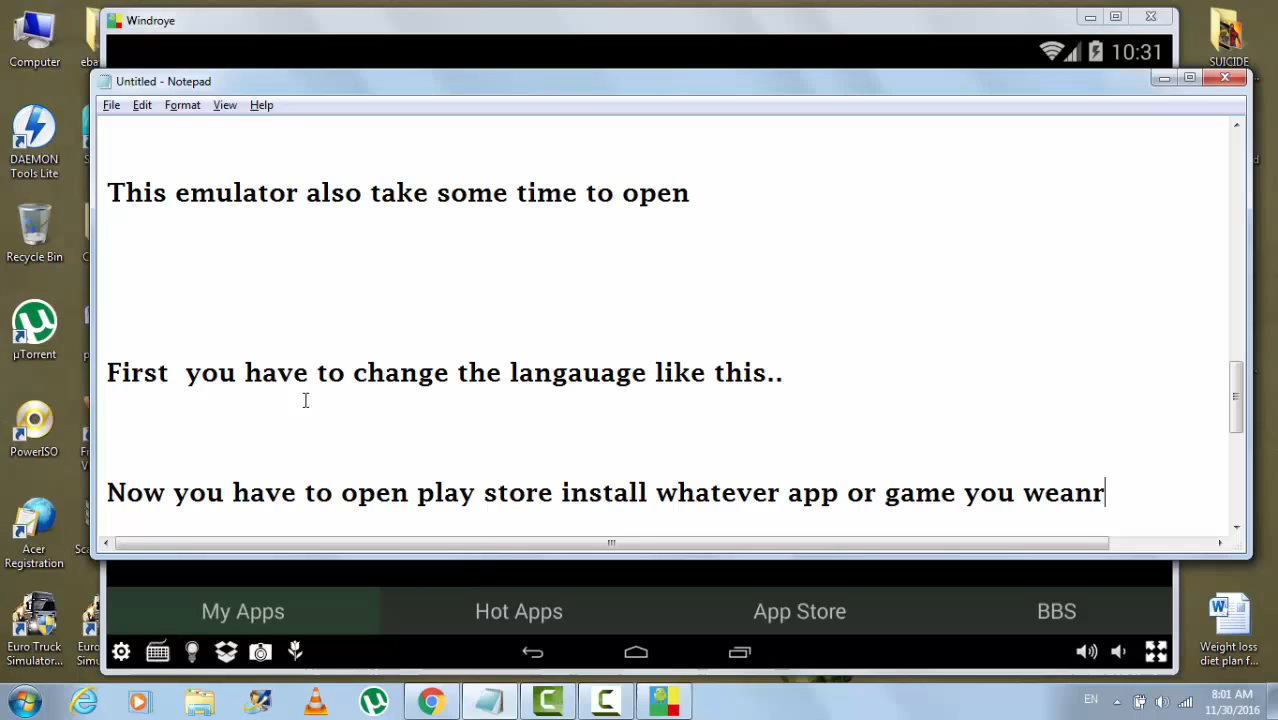 Windroye
10:31
Untitled - Notepad
File Edit Format View Help
This emulator also take some time to open
First you have to change the langauage like this..
Now you have to open play store install whatever app or game you weanr
My Apps Hot Apps App Store BBS
Computer
eba
DAEMON
Tools Lite
Recycle Bin
µTorrent
PowerISO
Acer
Registration
Euro Truck
Simulator...
SUICIDE
Weight loss
diet plan f...
EN
8:01 AM
11/30/2016